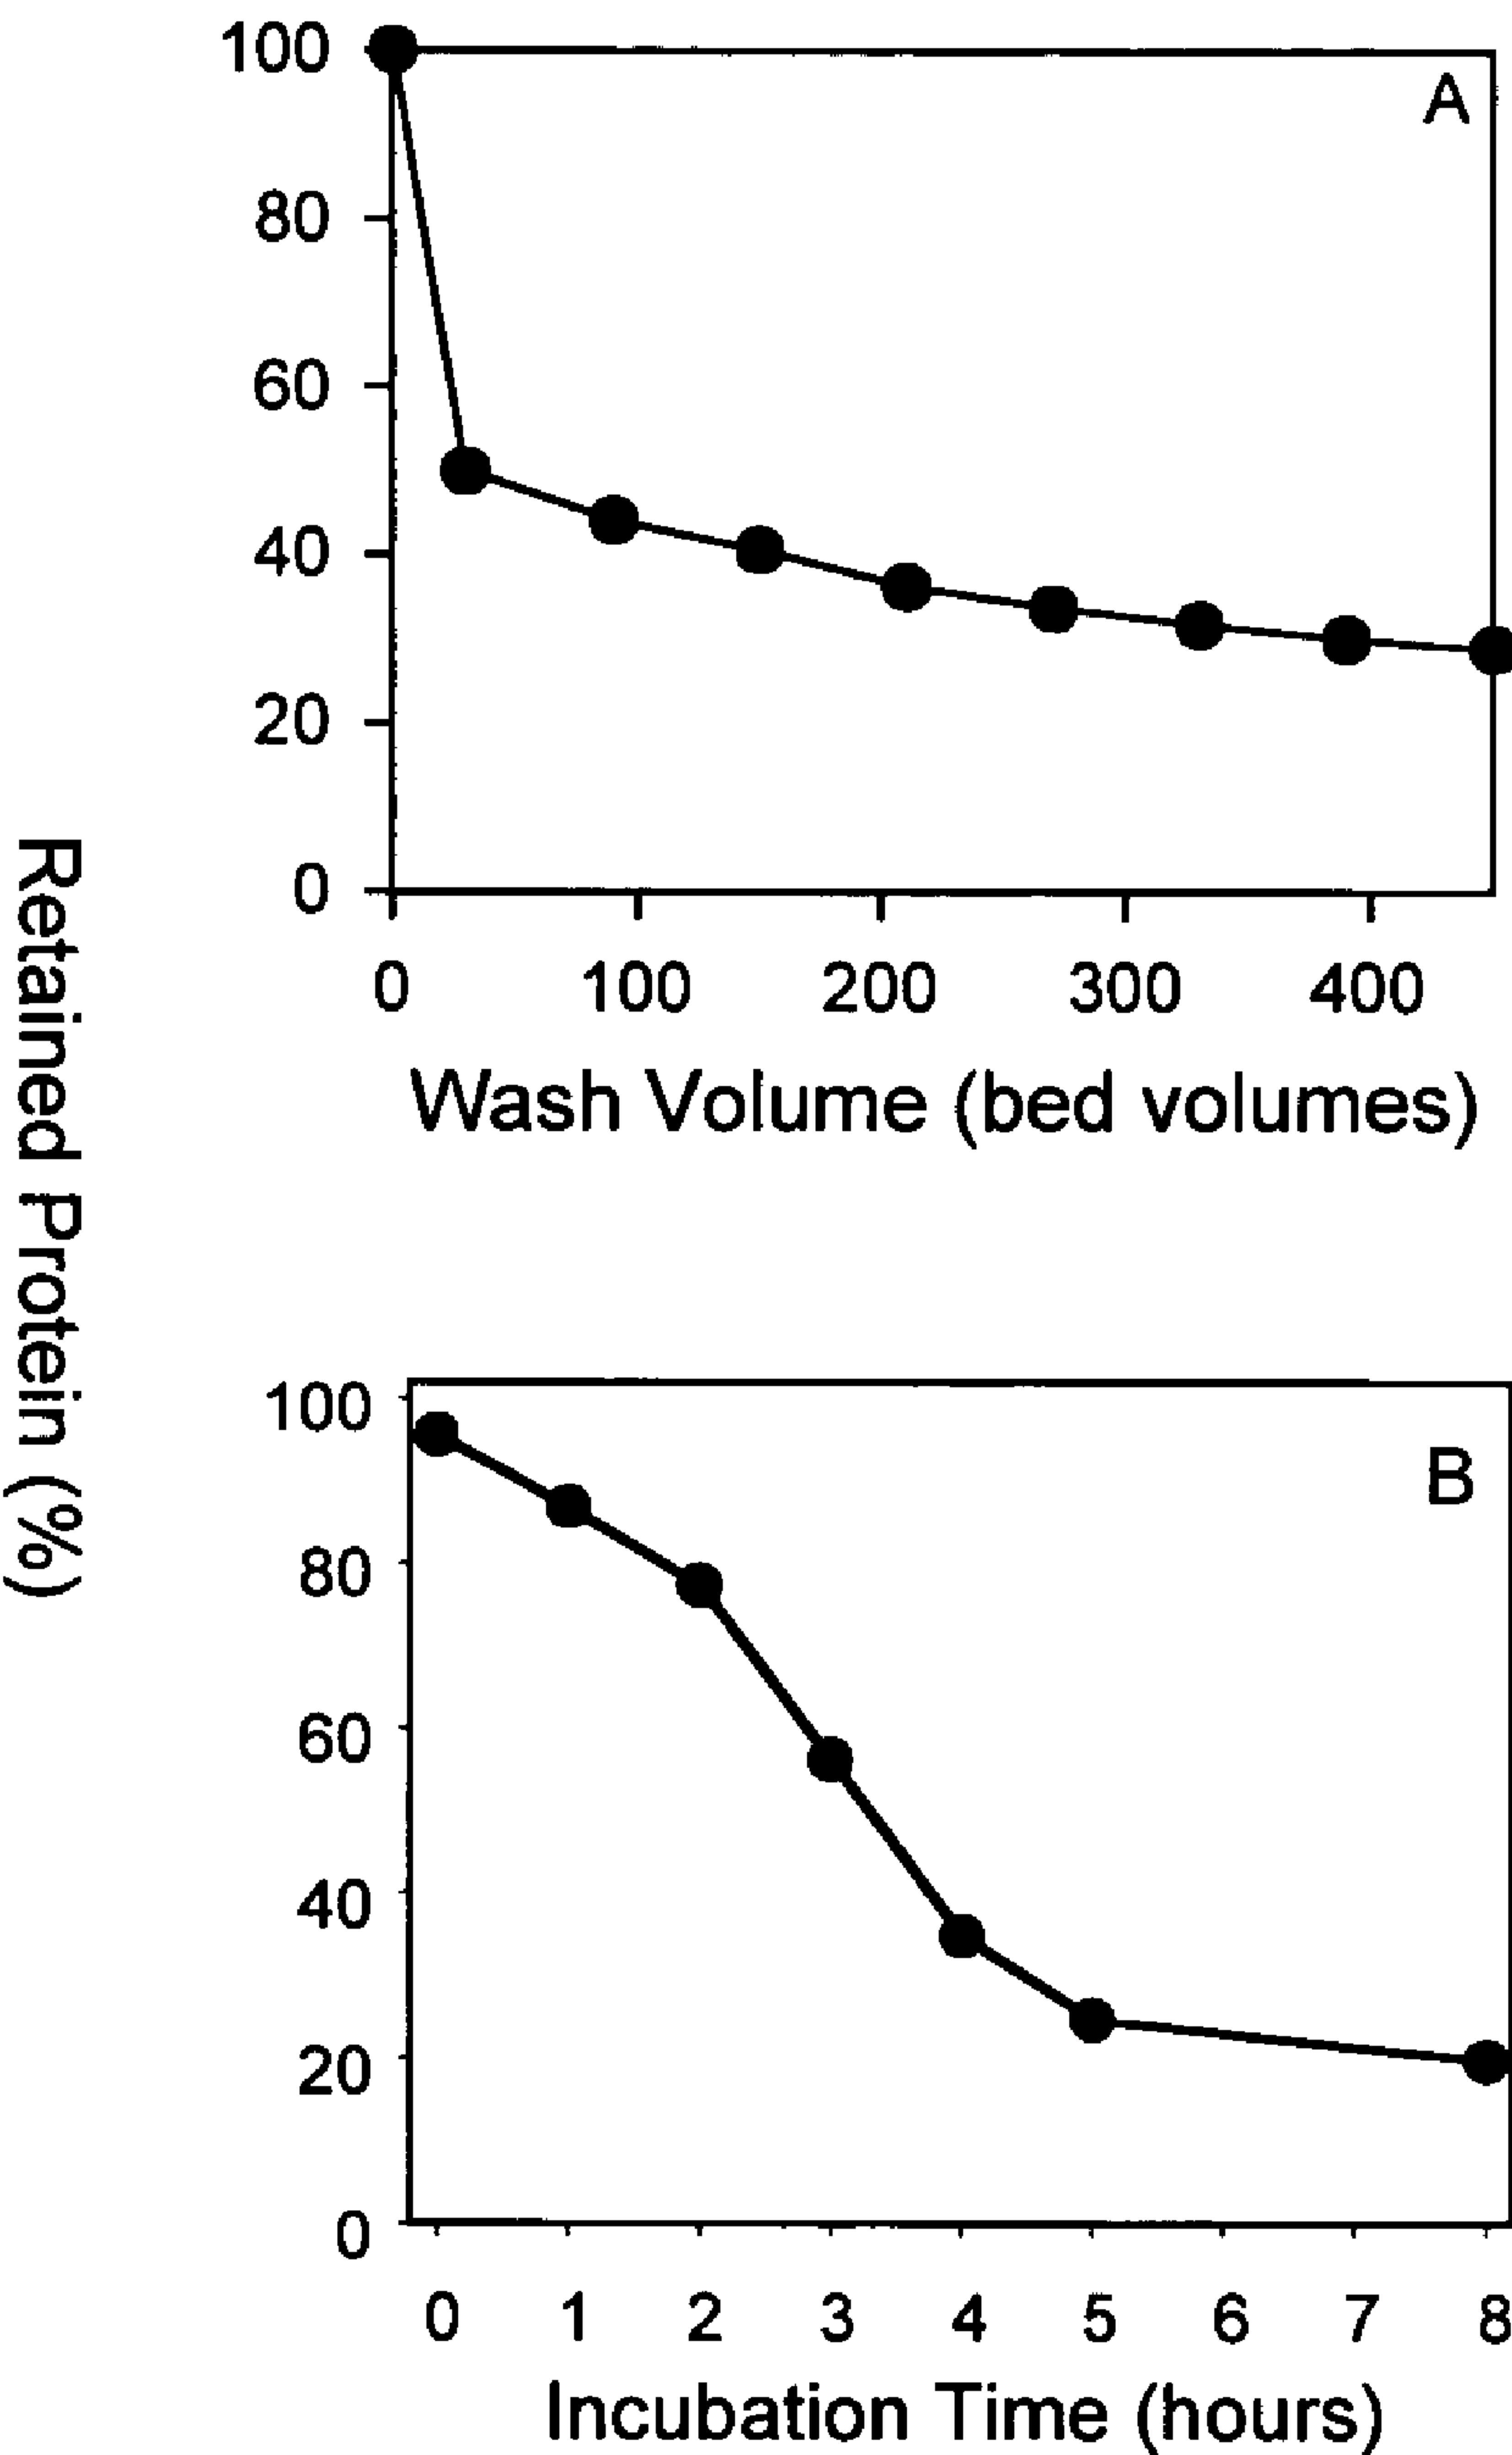 Retained Protein (%)
A
100
80
60
40
20
0
0 100 200 300 400
Wash Volume (bed volumes)
B
100
80
60
40
20
0
0 1 2 3 4 5 6 7 8
Incubation Time (hours)